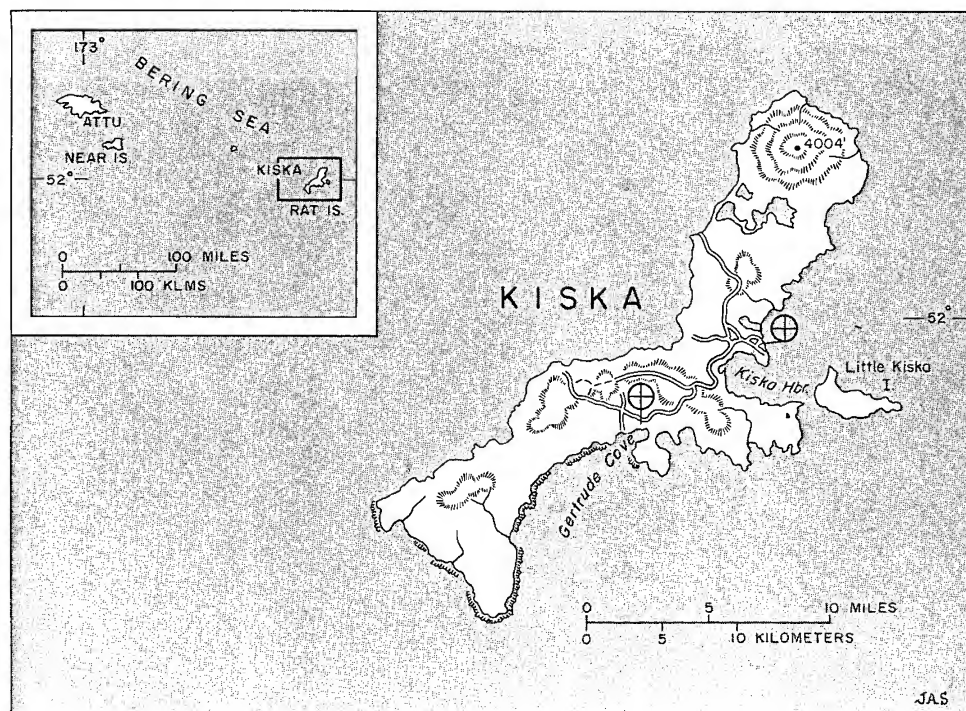 173°
BERING SEA
ATTU
NEAR IS.
52°
KISKA
RAT IS.
0 100 MILES
0 100 KLMS
4004'
KISKA
52°
Kiska Hbr.
Little Kiska
I.
Gertrude Cove
0 5 10 MILES
0 5 10 KILOMETERS
JAS